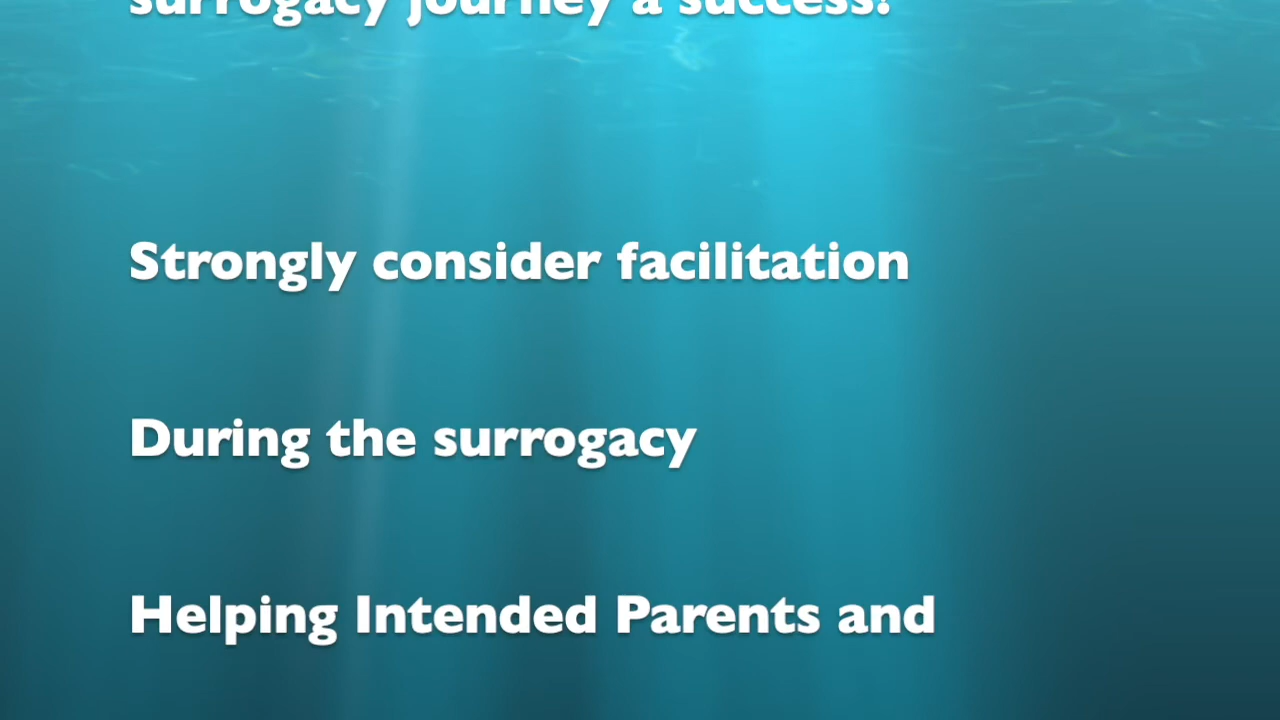 surrogacy journey a success!
Strongly consider facilitation
During the surrogacy
Helping Intended Parents and